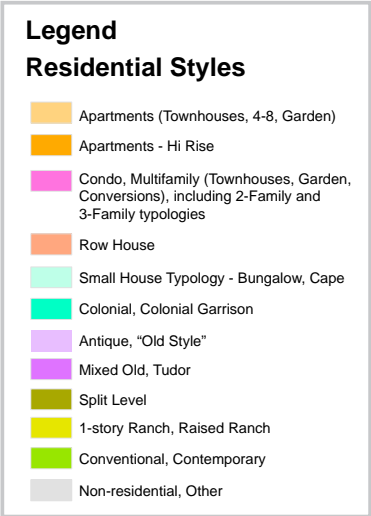 Legend
Residential Styles
Apartments (Townhouses, 4-8, Garden)
Apartments - Hi Rise
Condo, Multifamily (Townhouses, Garden,
Conversions), including 2-Family and
3-Family typologies
Row House
Small House Typology - Bungalow, Cape
Colonial, Colonial Garrison
Antique, “Old Style”
Mixed Old, Tudor
Split Level
1-story Ranch, Raised Ranch
Conventional, Contemporary
Non-residential, Other